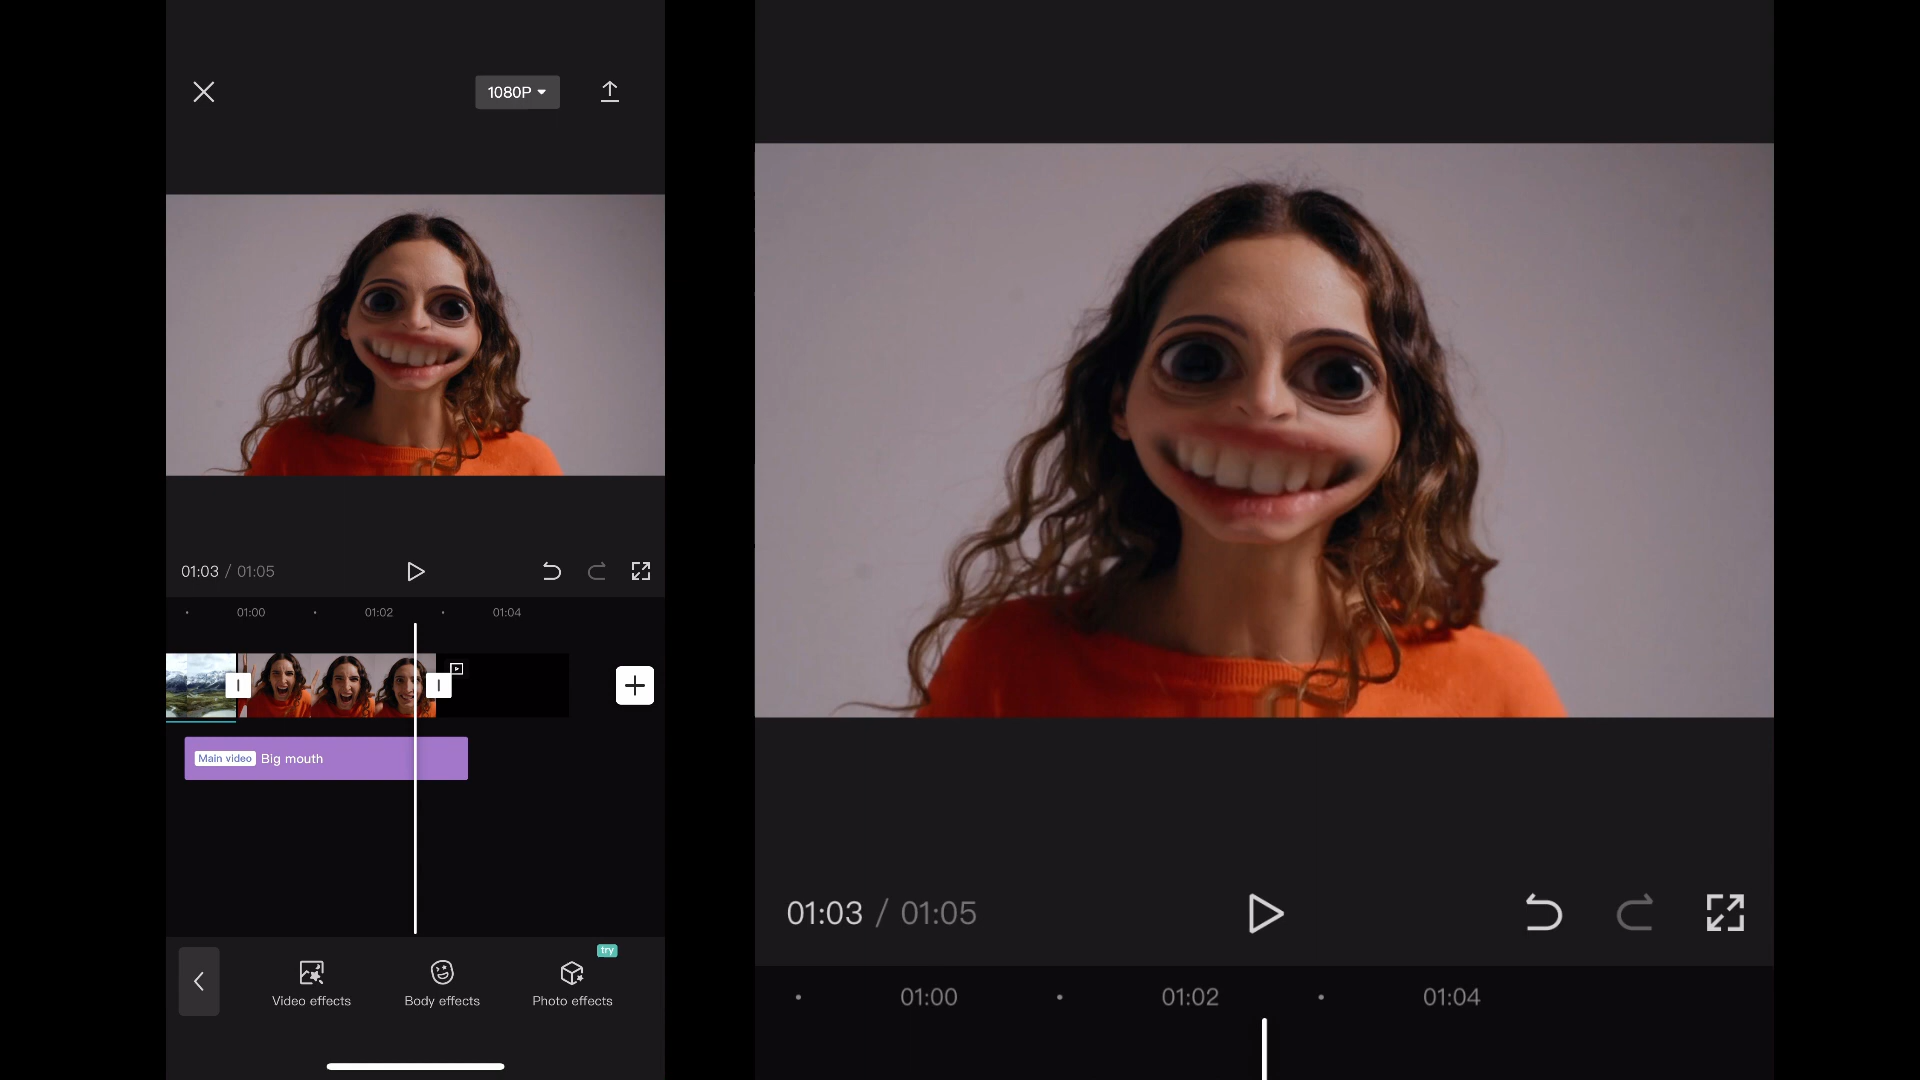 1080P
01:03 / 01:05
01:00 01:02 01:04
Main video Big mouth
try
Video effects Body effects Photo effects
01:03 / 01:05
01:00 01:02 01:04